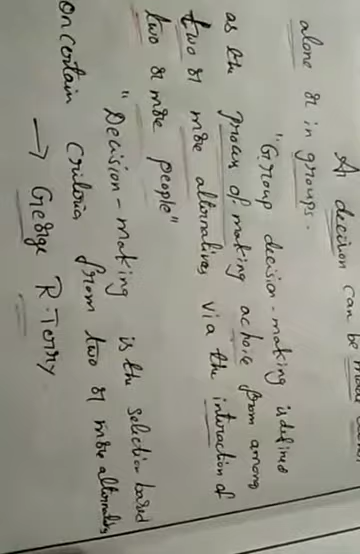 A decision can be made
alone or in groups.
"Group decision-making is defined
as the process of making a choice from among
two or more alternatives via the interaction of
two or more people"
"Decision-making is the selection based
on certain criteria from two or more alternatives
→ George R. Terry